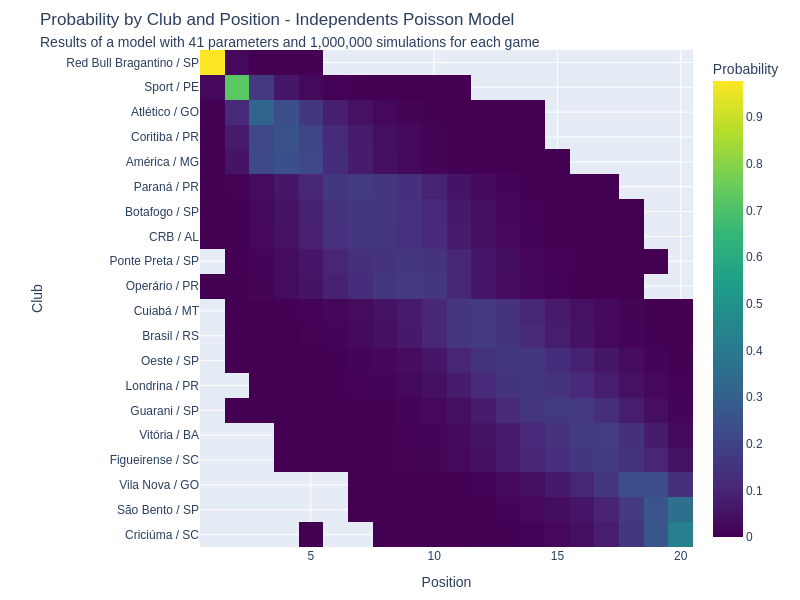 Probability by Club and Position - Independents Poisson Model
Results of a model with 41 parameters and 1,000,000 simulations for each game
Probability
Red Bull Bragantino / SP
Sport / PE
Atlético / GO
Coritiba / PR
América / MG
Paraná / PR
Botafogo / SP
CRB / AL
Ponte Preta / SP
Operário / PR
Cuiabá / MT
Brasil / RS
Oeste / SP
Londrina / PR
Guarani / SP
Vitória / BA
Figueirense / SC
Vila Nova / GO
São Bento / SP
Criciúma / SC
Club
5
10
15
20
Position
0.9
0.8
0.7
0.6
0.5
0.4
0.3
0.2
0.1
0